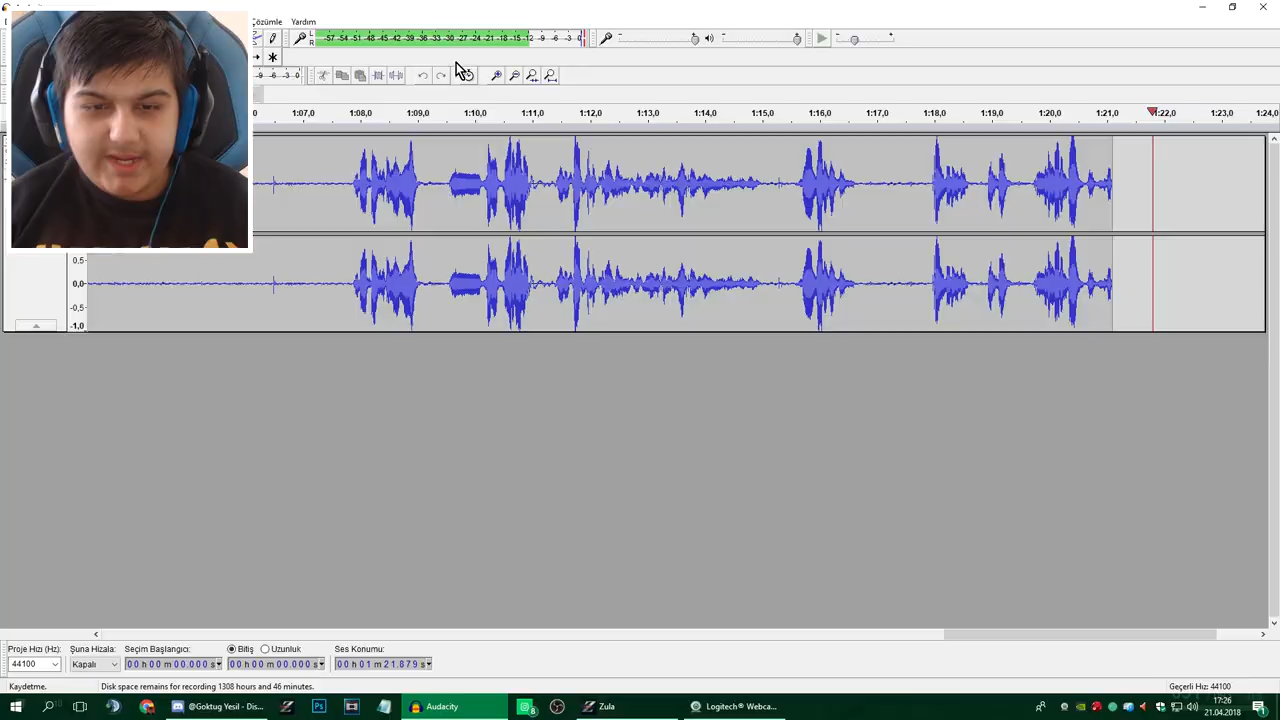 Çözümle Yardım
L
R
-57 -54 -51 -48 -45 -42 -39 -36 -33 -30 -27 -24 -21 -18 -15 -12 -9 -6 -3 0
-9 -6 -3 0
1:07,0 1:08,0 1:09,0 1:10,0 1:11,0 1:12,0 1:13,0 1:14,0 1:15,0 1:16,0 1:17,0 1:18,0 1:19,0 1:20,0 1:21,0 1:22,0 1:23,0 1:24,0
0,5
0,0
-0,5
-1,0
Proje Hızı (Hz): Şuna Hizala: Seçim Başlangıcı: Bitiş Uzunluk Ses Konumu:
44100 Kapalı 00 h 00 m 00.000 s 00 h 00 m 00.000 s 00 h 01 m 21.879 s
Kaydetme. Disk space remains for recording 1308 hours and 46 minutes. Geçerli Hız: 44100
@Goktug Yesil - Dis... Ps Audacity 8 Zula Logitech® Webca...
17:26
21.04.2018